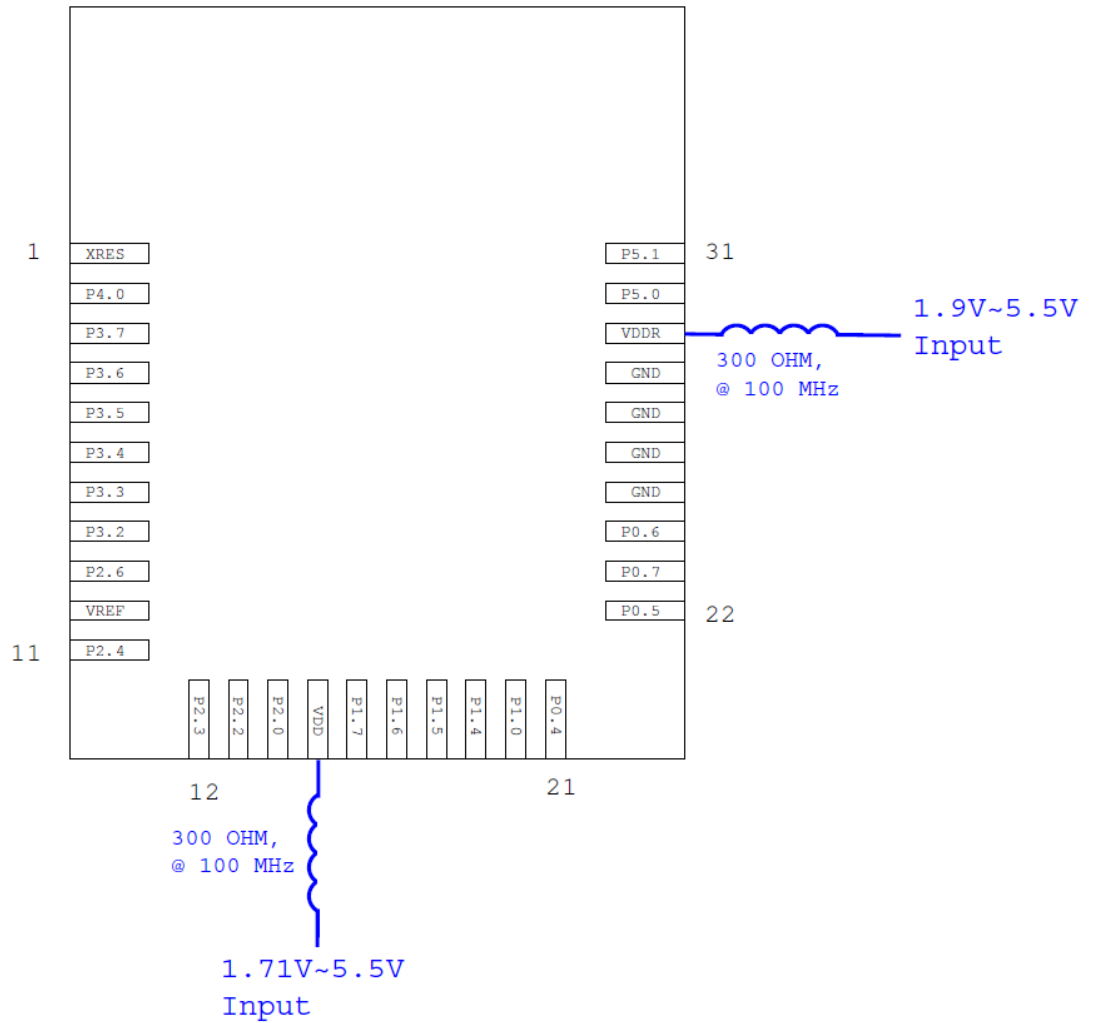 1
XRES
P4.0
P3.7
P3.6
P3.5
P3.4
P3.3
P3.2
P2.6
VREF
11
P2.4
P2.3
P2.2
P2.0
VDD
P1.7
P1.6
P1.5
P1.4
P1.0
P0.4
12
21
P5.1
31
P5.0
VDDR
GND
GND
GND
GND
P0.6
P0.7
P0.5
22
300 OHM,
@ 100 MHz
1.9V~5.5V
Input
300 OHM,
@ 100 MHz
1.71V~5.5V
Input